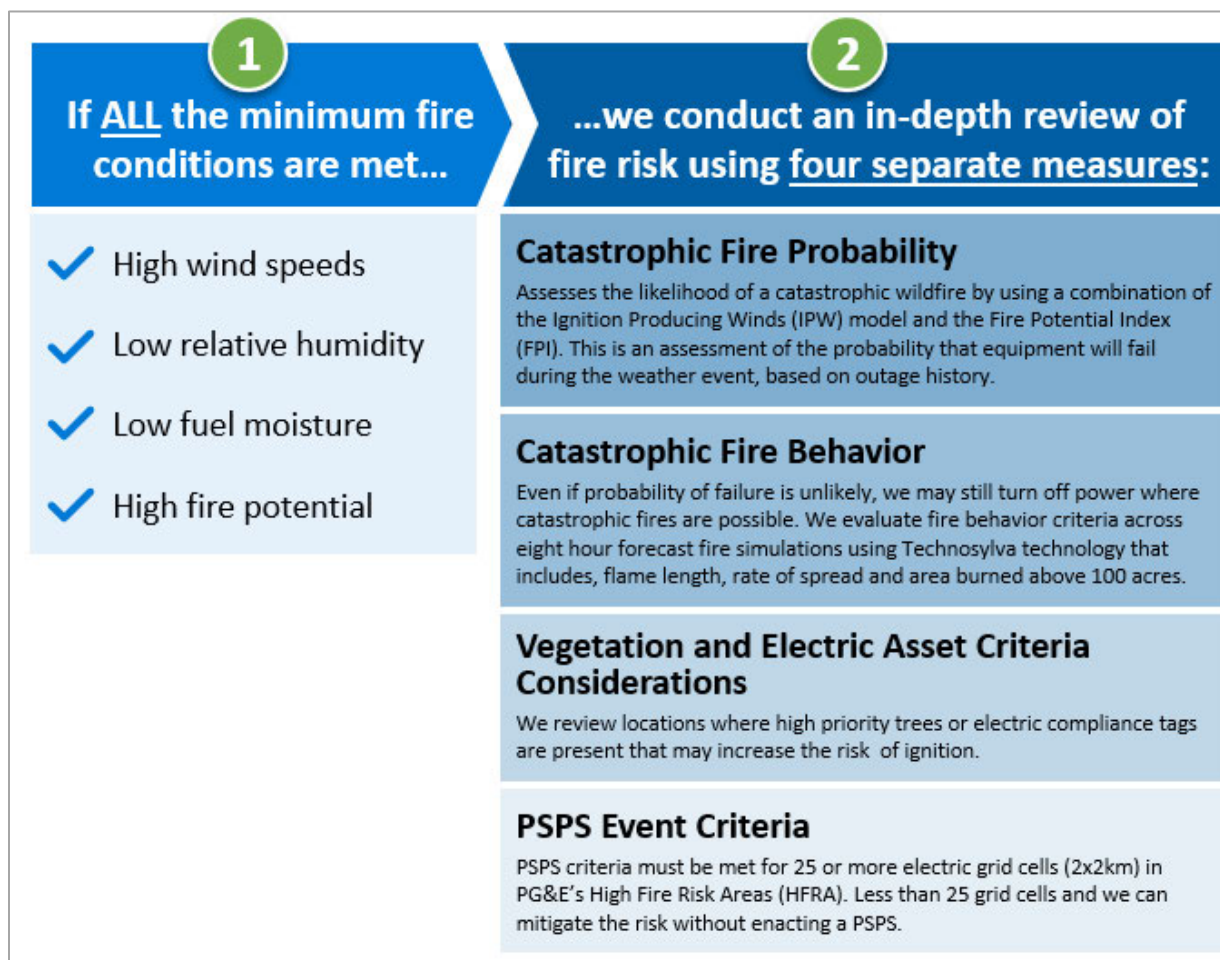 1
If ALL the minimum fire
conditions are met...
High wind speeds
Low relative humidity
Low fuel moisture
High fire potential
2
...we conduct an in-depth review of
fire risk using four separate measures:
Catastrophic Fire Probability
Assesses the likelihood of a catastrophic wildfire by using a combination of
the Ignition Producing Winds (IPW) model and the Fire Potential Index
(FPI). This is an assessment of the probability that equipment will fail
during the weather event, based on outage history.
Catastrophic Fire Behavior
Even if probability of failure is unlikely, we may still turn off power where
catastrophic fires are possible. We evaluate fire behavior criteria across
eight hour forecast fire simulations using Technosylva technology that
includes, flame length, rate of spread and area burned above 100 acres.
Vegetation and Electric Asset Criteria
Considerations
We review locations where high priority trees or electric compliance tags
are present that may increase the risk of ignition.
PSPS Event Criteria
PSPS criteria must be met for 25 or more electric grid cells (2x2km) in
PG&E's High Fire Risk Areas (HFRA). Less than 25 grid cells and we can
mitigate the risk without enacting a PSPS.